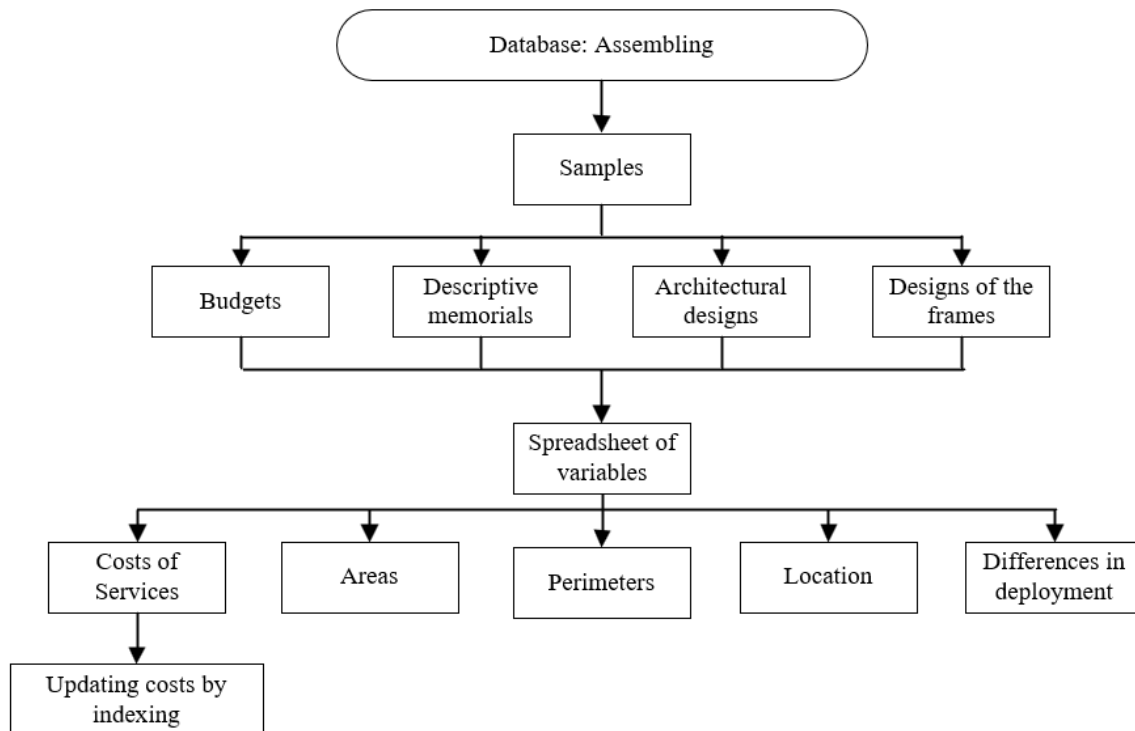 Database: Assembling
Samples
Budgets
Descriptive
memorials
Architectural
designs
Designs of the
frames
Spreadsheet of
variables
Costs of
Services
Areas
Perimeters
Location
Differences in
deployment
Updating costs by
indexing